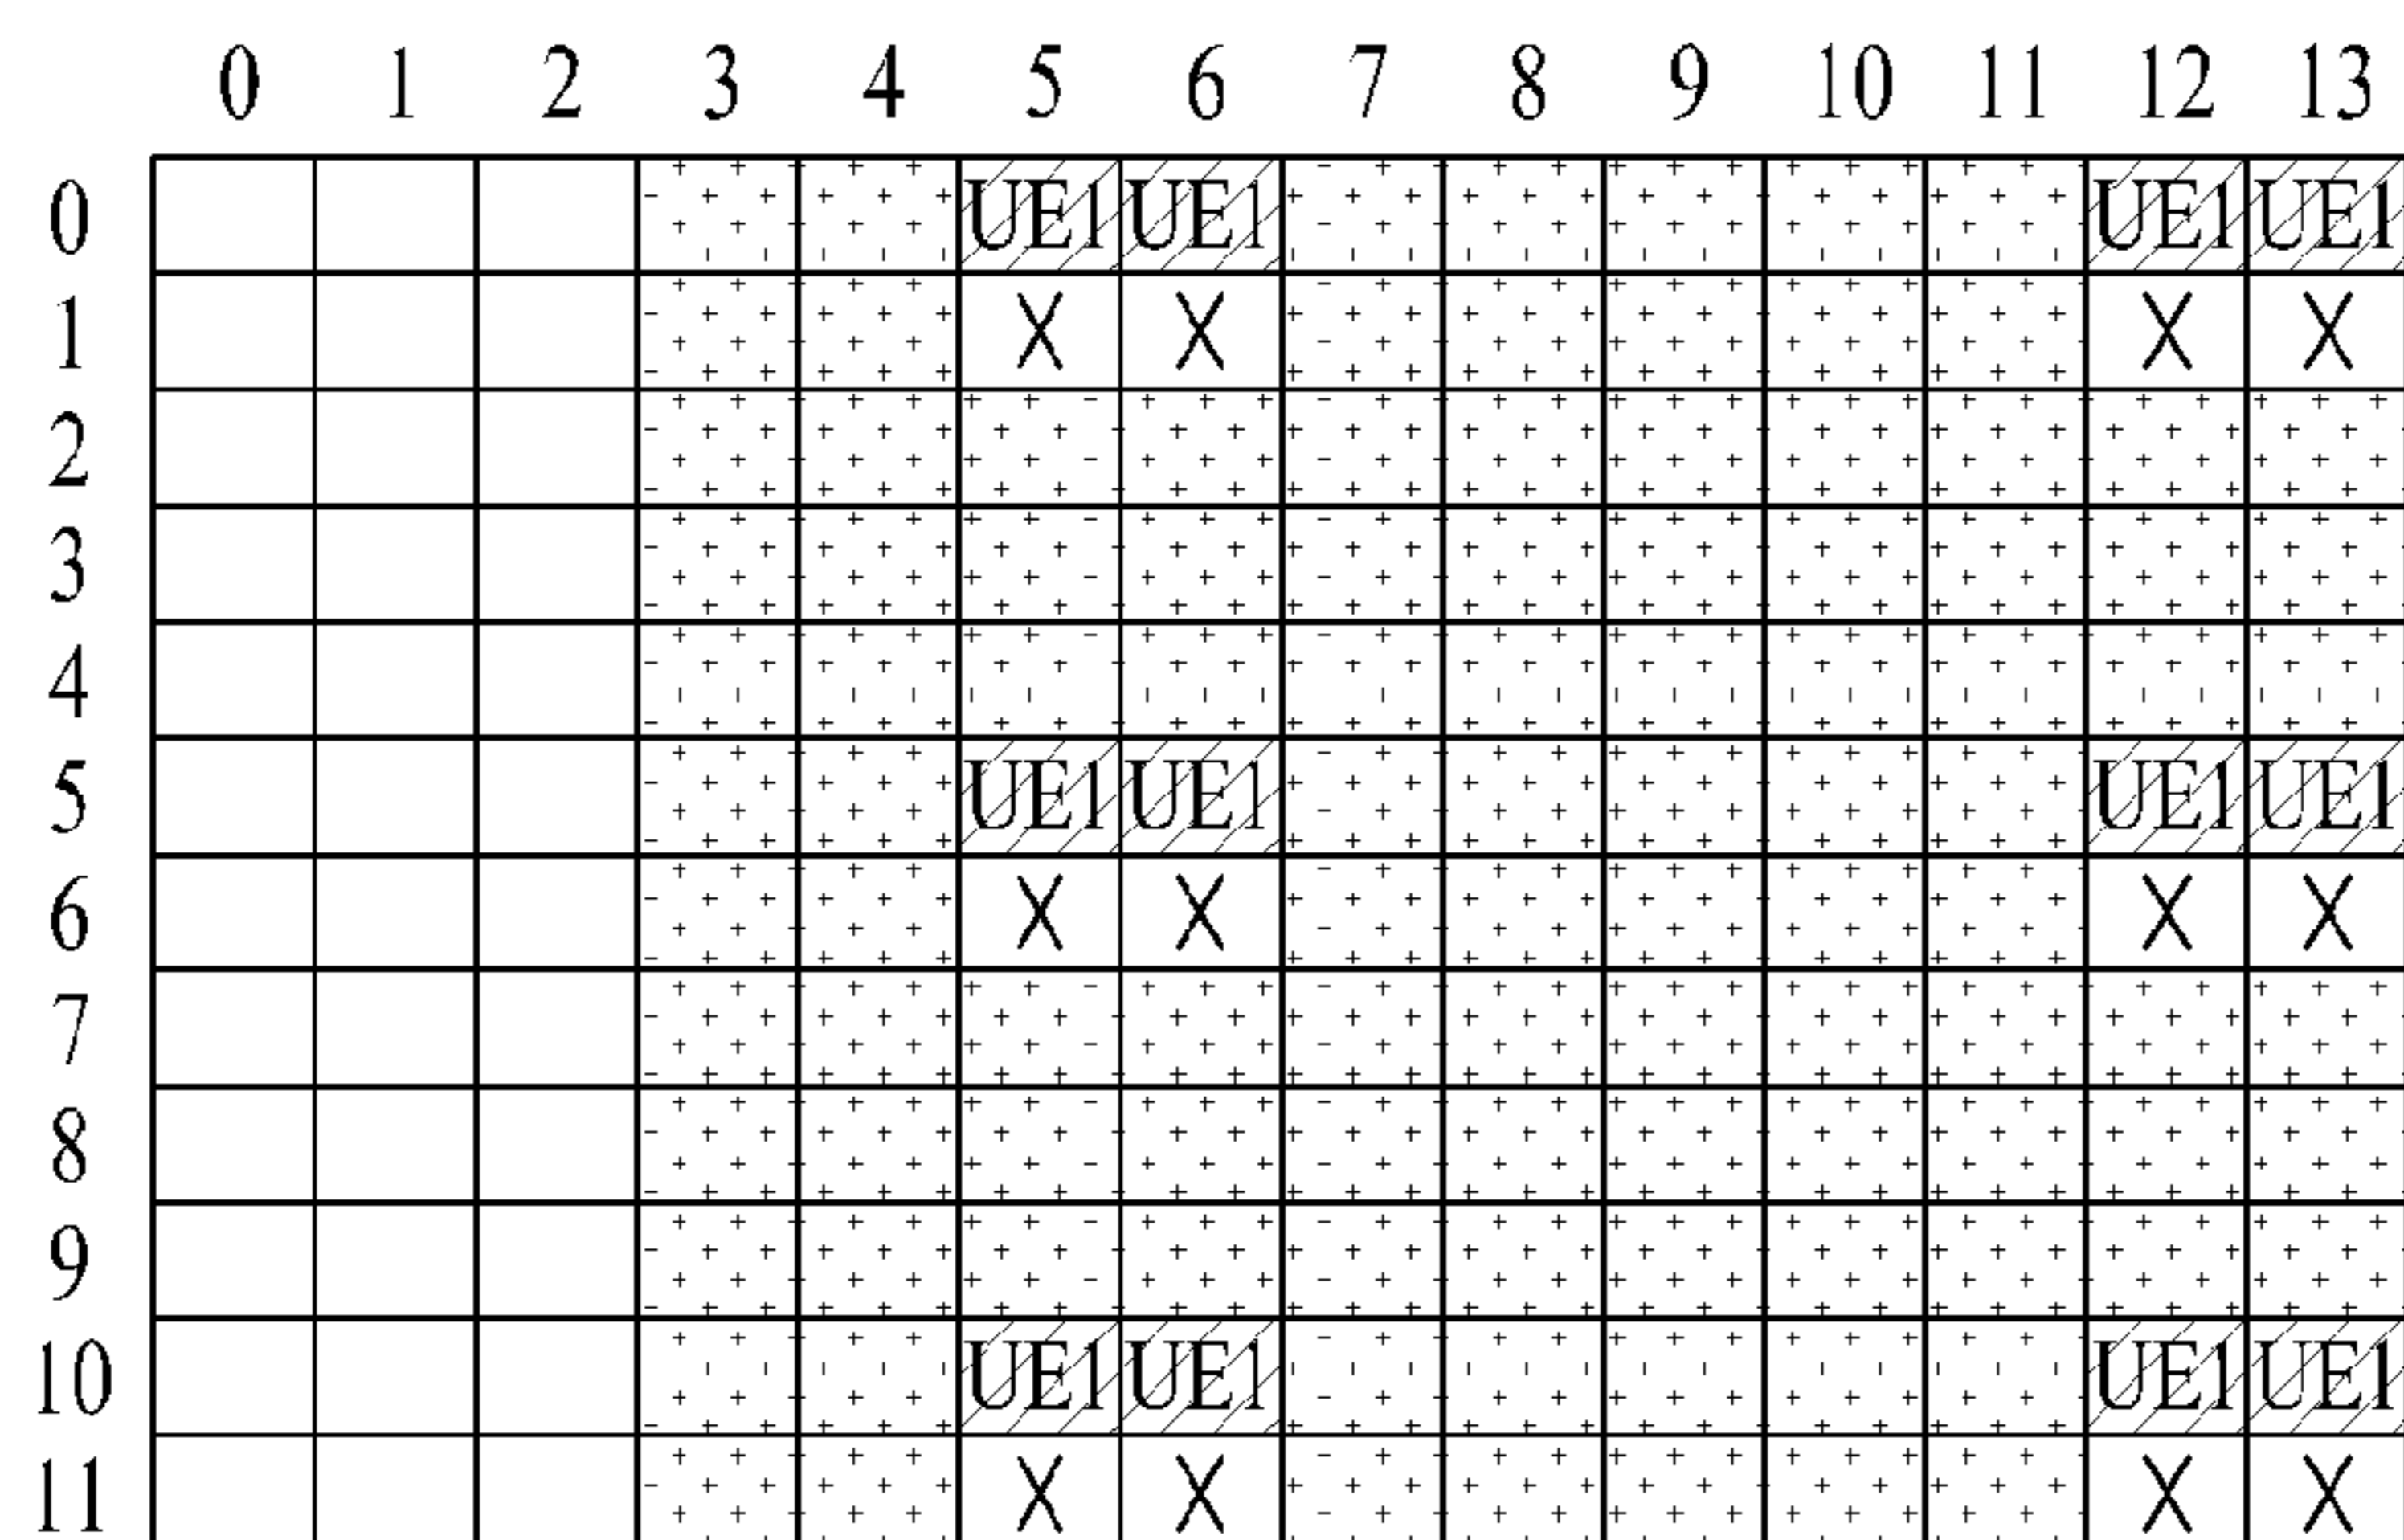 0 1 2 3 4 5 6 7 8 9 10 11 12 13
0 UE1 UE1 UE1 UE1
1 X X X X
2
3
4
5 UE1 UE1 UE1 UE1
6 X X X X
7
8
9
10 UE1 UE1 UE1 UE1
11 X X X X